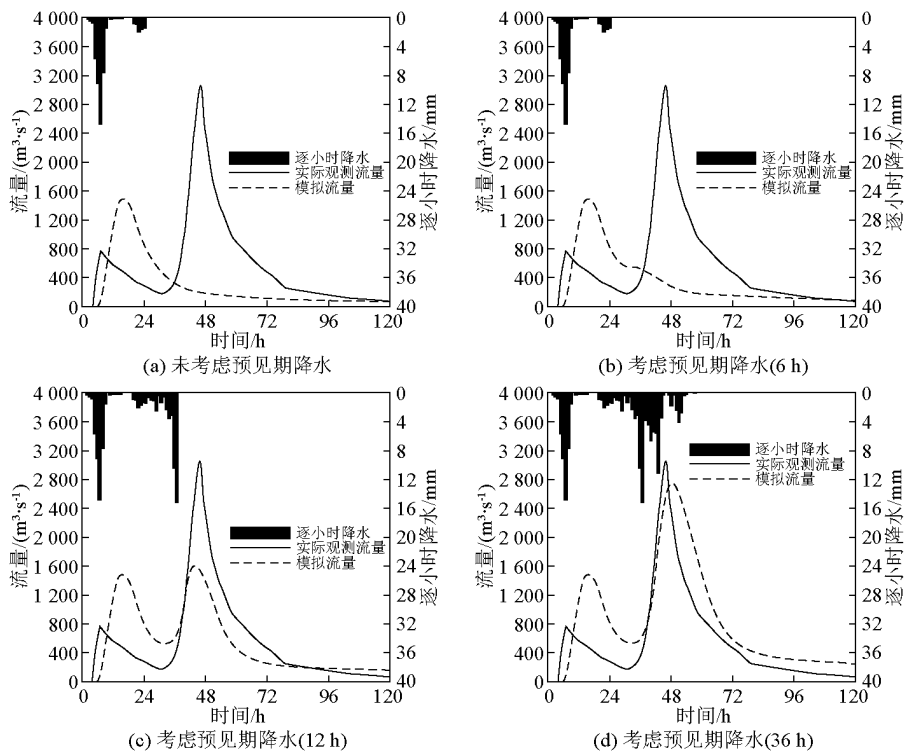 4 000
3 600
3 200
2 800
2 400
2 000
1 600
1 200
800
400
0
流量/(m³·s⁻¹)
0
4
8
12
16
20
24
28
32
36
40
逐小时降水/mm
逐小时降水
实际观测流量
模拟流量
0 24 48 72 96 120
时间/h
(a) 未考虑预见期降水
4 000
3 600
3 200
2 800
2 400
2 000
1 600
1 200
800
400
0
流量/(m³·s⁻¹)
0
4
8
12
16
20
24
28
32
36
40
逐小时降水/mm
逐小时降水
实际观测流量
模拟流量
0 24 48 72 96 120
时间/h
(b) 考虑预见期降水(6 h)
4 000
3 600
3 200
2 800
2 400
2 000
1 600
1 200
800
400
0
流量/(m³·s⁻¹)
0
4
8
12
16
20
24
28
32
36
40
逐小时降水/mm
逐小时降水
实际观测流量
模拟流量
0 24 48 72 96 120
时间/h
(c) 考虑预见期降水(12 h)
4 000
3 600
3 200
2 800
2 400
2 000
1 600
1 200
800
400
0
流量/(m³·s⁻¹)
0
4
8
12
16
20
24
28
32
36
40
逐小时降水/mm
逐小时降水
实际观测流量
模拟流量
0 24 48 72 96 120
时间/h
(d) 考虑预见期降水(36 h)